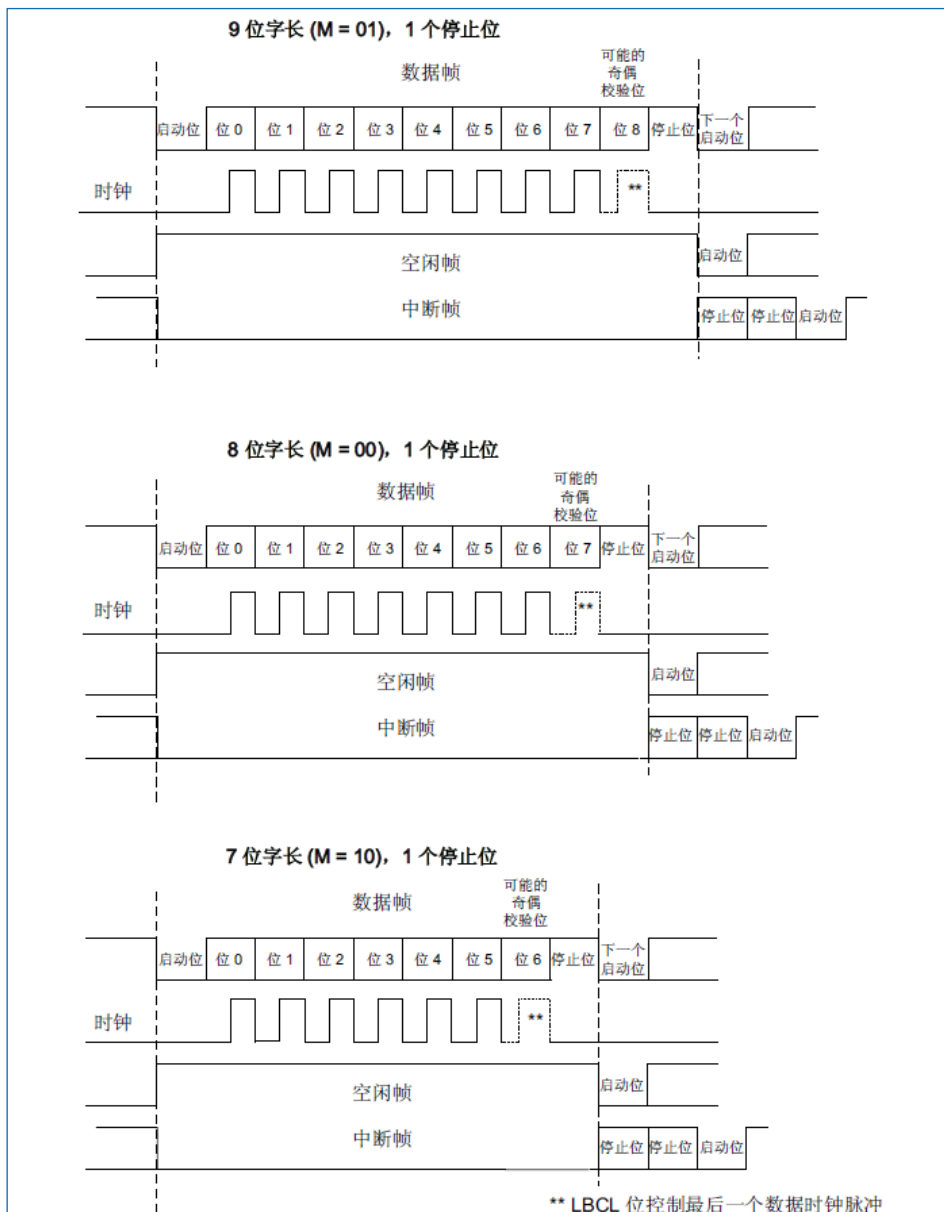 9 位字长 (M = 01)，1 个停止位
数据帧
可能的
奇偶
校验位
启动位 位 0 位 1 位 2 位 3 位 4 位 5 位 6 位 7 位 8 停止位 下一个
启动位
时钟
**
空闲帧
启动位
中断帧
停止位 停止位 启动位
8 位字长 (M = 00)，1 个停止位
数据帧
可能的
奇偶
校验位
启动位 位 0 位 1 位 2 位 3 位 4 位 5 位 6 位 7 停止位 下一个
启动位
时钟
**
空闲帧
启动位
中断帧
停止位 停止位 启动位
7 位字长 (M = 10)，1 个停止位
数据帧
可能的
奇偶
校验位
启动位 位 0 位 1 位 2 位 3 位 4 位 5 位 6 停止位 下一个
启动位
时钟
**
空闲帧
启动位
中断帧
停止位 停止位 启动位
** LBCL 位控制最后一个数据时钟脉冲